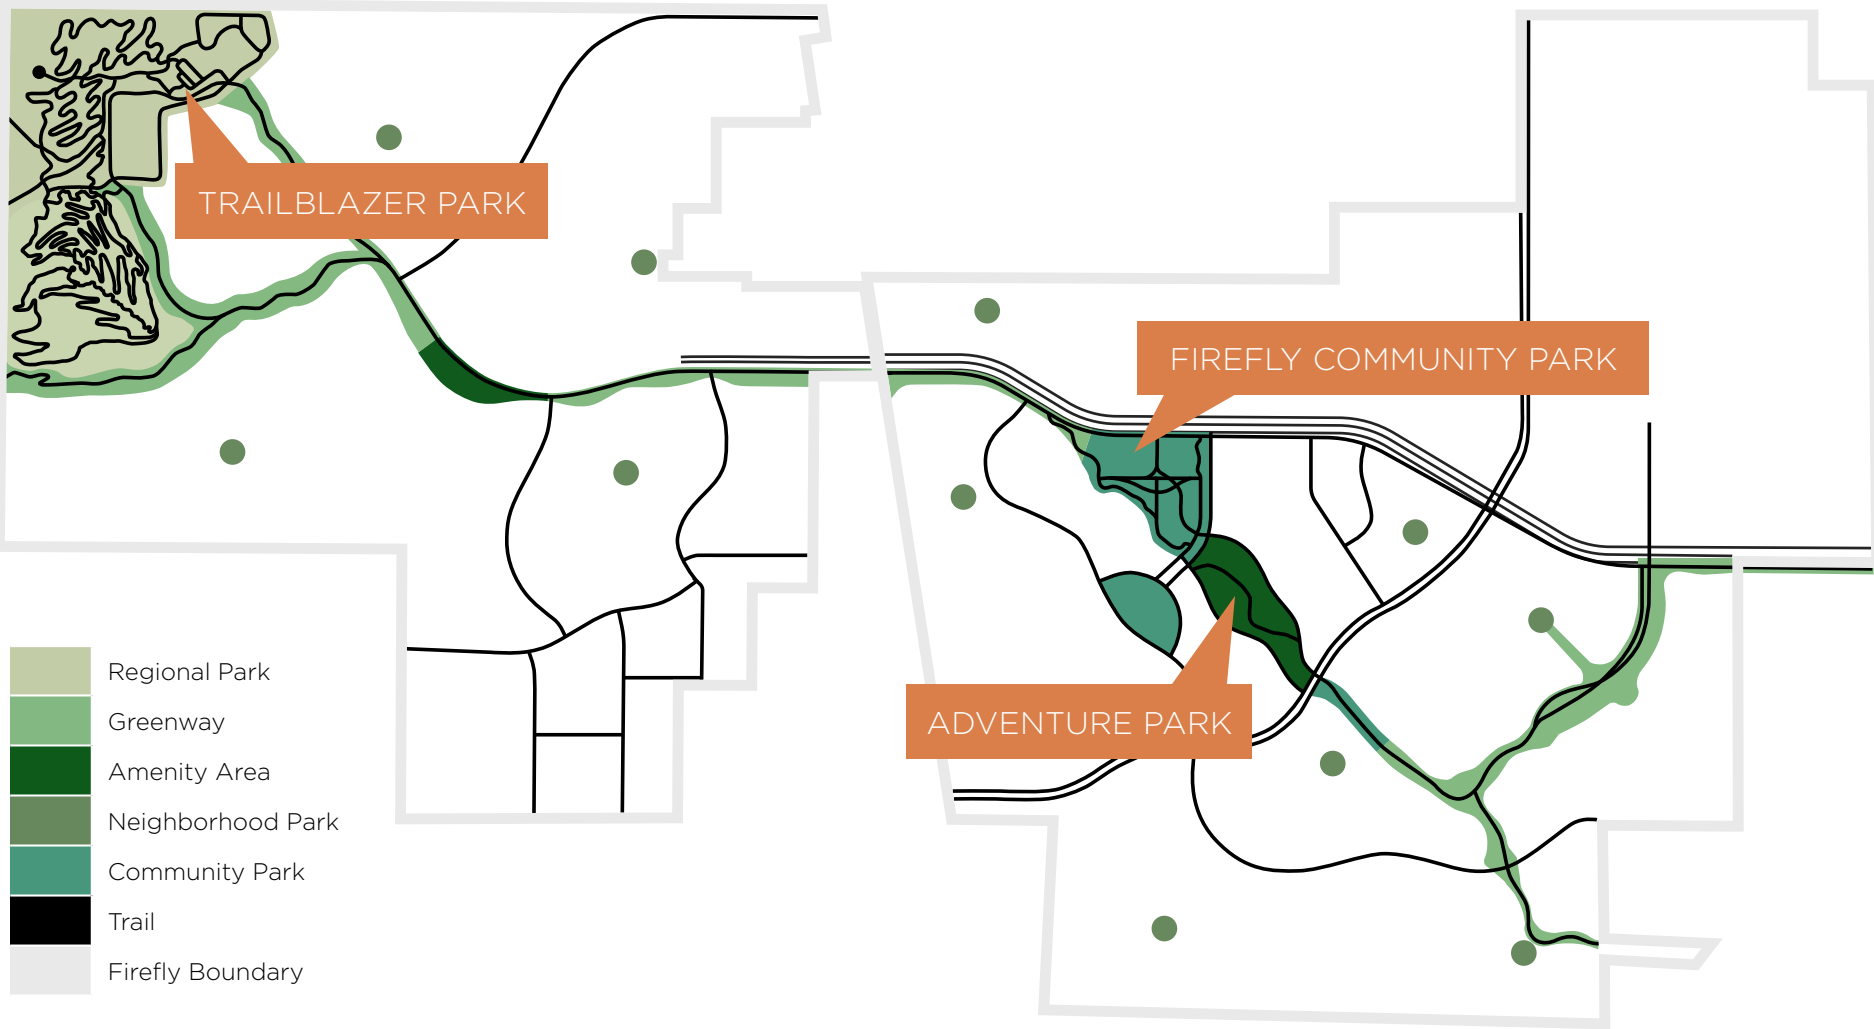 TRAILBLAZER PARK
FIREFLY COMMUNITY PARK
ADVENTURE PARK
Regional Park
Greenway
Amenity Area
Neighborhood Park
Community Park
Trail
Firefly Boundary